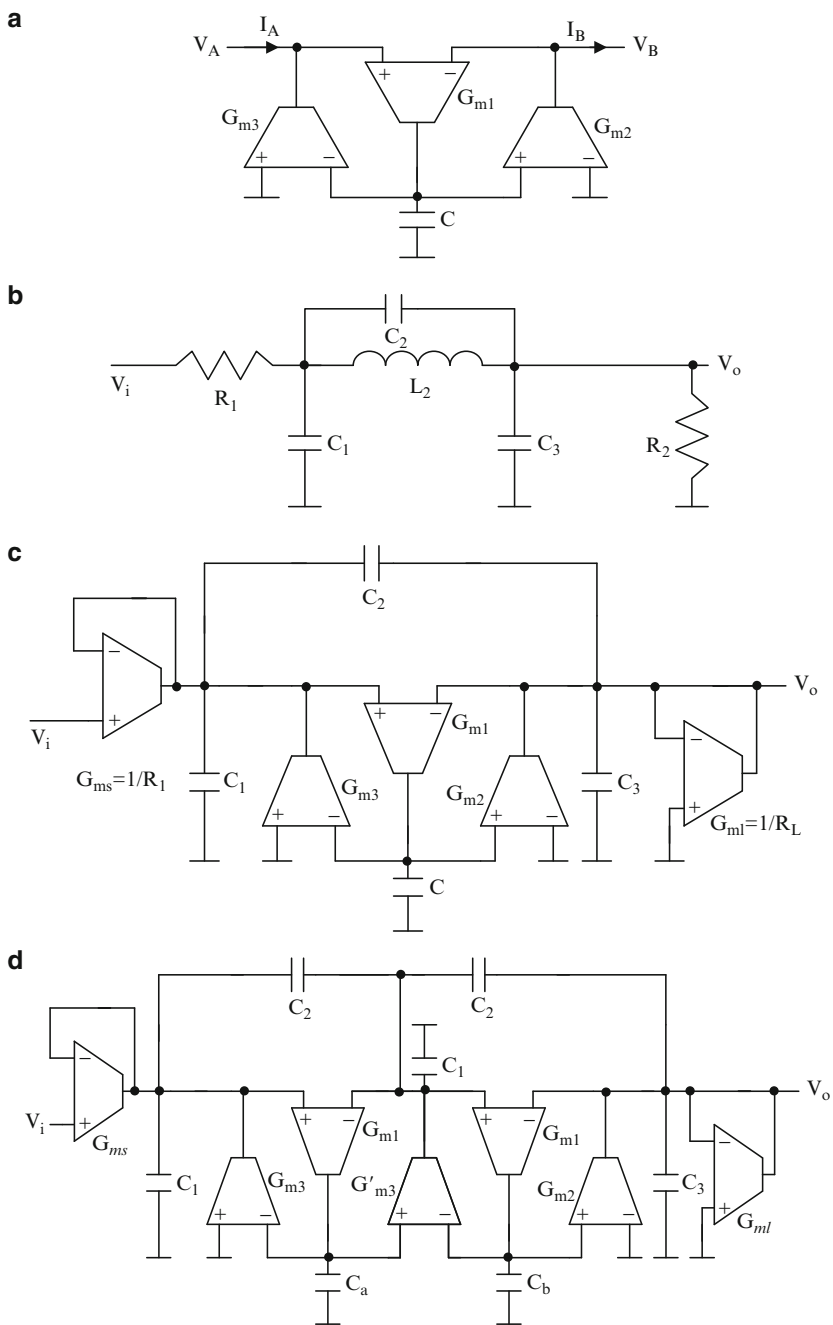 a
V_A I_A I_B V_B
+ −
G_m1
G_m3 G_m2
+ − + −
C
b
C_2
V_i R_1 L_2 V_o
C_1 C_3 R_2
c
C_2
−
+
V_i
V_o
+ −
G_m1
G_ms=1/R_1 C_1 G_m3 G_m2 C_3
−
+
G_ml=1/R_L
+ − + −
C
d
C_2 C_2
C_1
−
+
V_i
G_ms
V_o
+ − + −
G_m1 G_m1
C_1 G_m3 G'_m3 G_m2 C_3
−
+
G_ml
+ − + − + −
C_a C_b